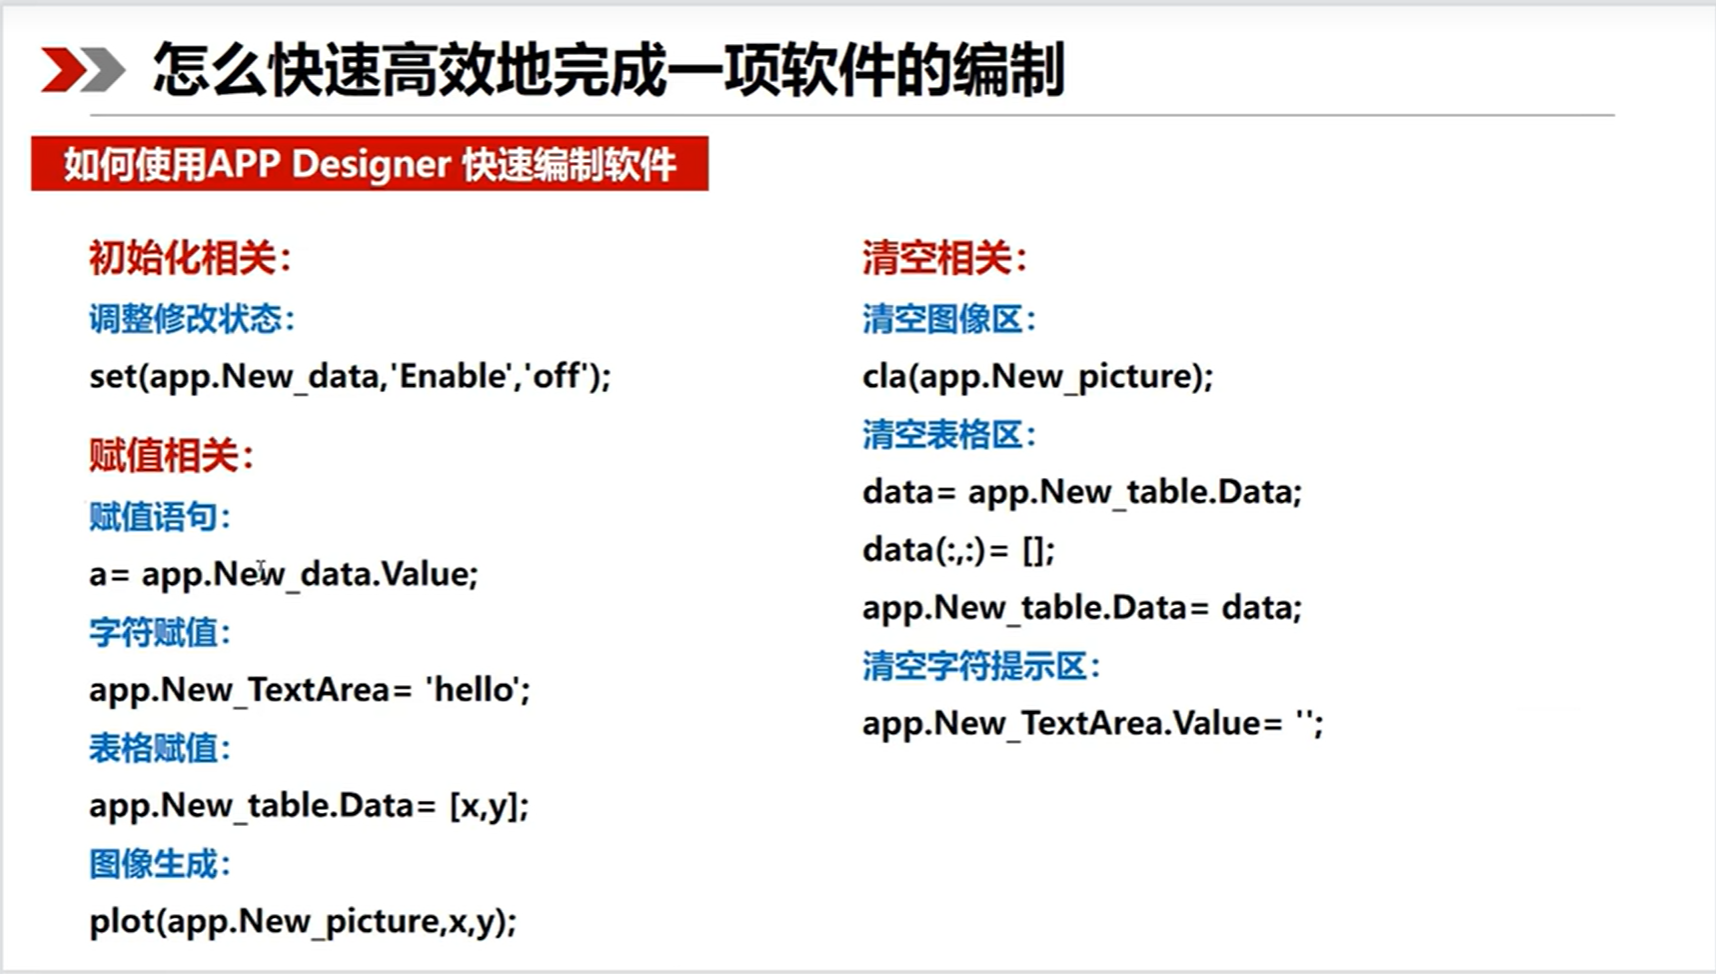 怎么快速高效地完成一项软件的编制
如何使用APP Designer 快速编制软件
初始化相关：
调整修改状态：
set(app.New_data,'Enable','off');
赋值相关：
赋值语句：
a= app.New_data.Value;
字符赋值：
app.New_TextArea= 'hello';
表格赋值：
app.New_table.Data= [x,y];
图像生成：
plot(app.New_picture,x,y);
清空相关：
清空图像区：
cla(app.New_picture);
清空表格区：
data= app.New_table.Data;
data(:,:)= [];
app.New_table.Data= data;
清空字符提示区：
app.New_TextArea.Value= '';